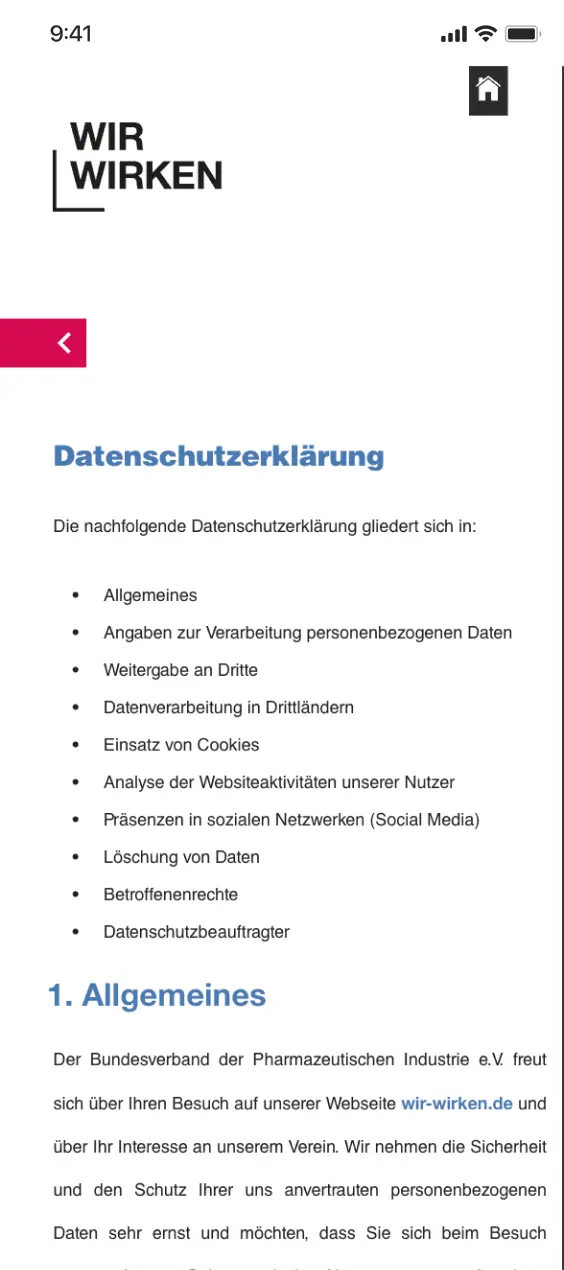 9:41
WIR
WIRKEN
Datenschutzerklärung
Die nachfolgende Datenschutzerklärung gliedert sich in:
• Allgemeines
• Angaben zur Verarbeitung personenbezogenen Daten
• Weitergabe an Dritte
• Datenverarbeitung in Drittländern
• Einsatz von Cookies
• Analyse der Websiteaktivitäten unserer Nutzer
• Präsenzen in sozialen Netzwerken (Social Media)
• Löschung von Daten
• Betroffenenrechte
• Datenschutzbeauftragter
1. Allgemeines
Der Bundesverband der Pharmazeutischen Industrie e.V. freut
sich über Ihren Besuch auf unserer Webseite wir-wirken.de und
über Ihr Interesse an unserem Verein. Wir nehmen die Sicherheit
und den Schutz Ihrer uns anvertrauten personenbezogenen
Daten sehr ernst und möchten, dass Sie sich beim Besuch